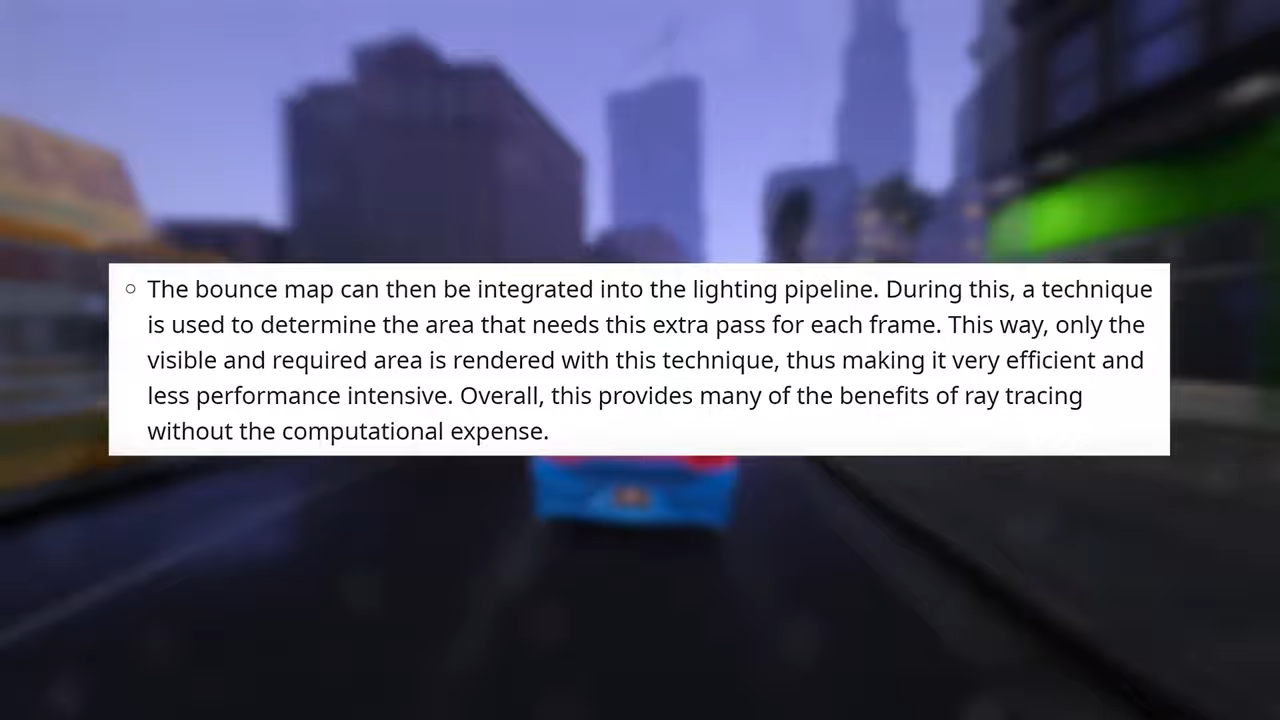 The bounce map can then be integrated into the lighting pipeline. During this, a technique
is used to determine the area that needs this extra pass for each frame. This way, only the
visible and required area is rendered with this technique, thus making it very efficient and
less performance intensive. Overall, this provides many of the benefits of ray tracing
without the computational expense.